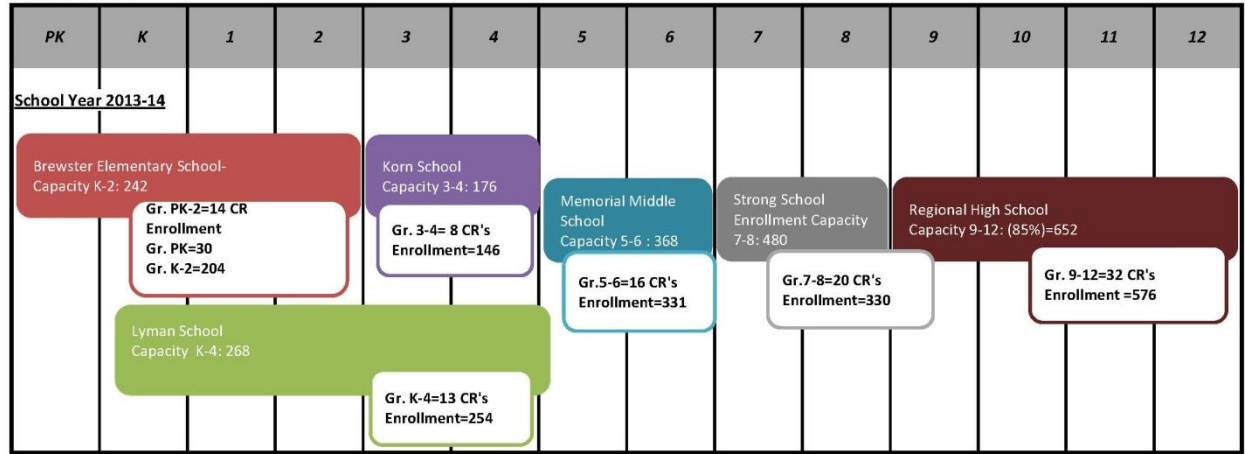 PK K 1 2 3 4 5 6 7 8 9 10 11 12
School Year 2013-14
Brewster Elementary School-
Capacity K-2: 242
Gr. PK-2=14 CR
Enrollment
Gr. PK=30
Gr. K-2=204
Korn School
Capacity 3-4: 176
Gr. 3-4= 8 CR's
Enrollment=146
Memorial Middle
School
Capacity 5-6 : 368
Gr.5-6=16 CR's
Enrollment=331
Strong School
Enrollment Capacity
7-8: 480
Gr.7-8=20 CR's
Enrollment=330
Regional High School
Capacity 9-12: (85%)=652
Gr. 9-12=32 CR's
Enrollment =576
Lyman School
Capacity K-4: 268
Gr. K-4=13 CR's
Enrollment=254